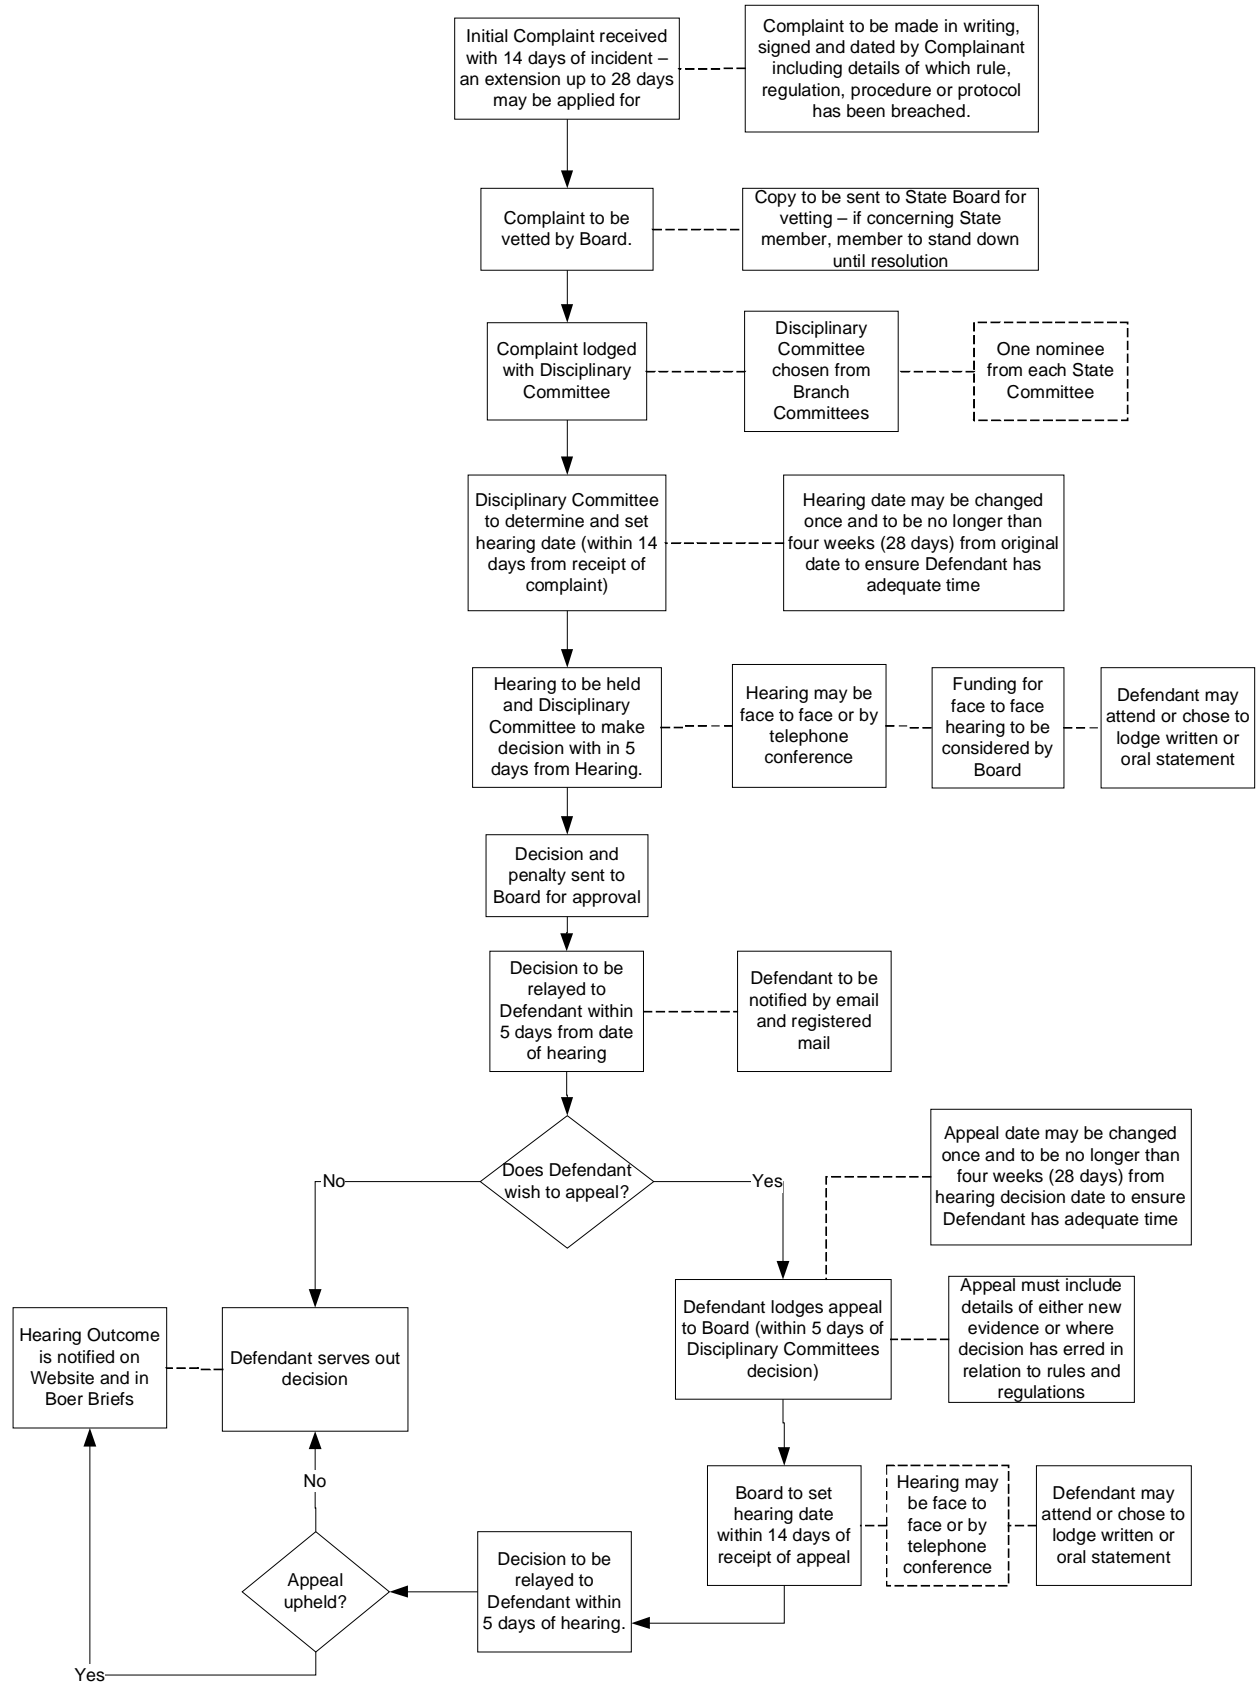 Initial Complaint received
with 14 days of incident –
an extension up to 28 days
may be applied for
Complaint to be made in writing,
signed and dated by Complainant
including details of which rule,
regulation, procedure or protocol
has been breached.
Complaint to be
vetted by Board.
Copy to be sent to State Board for
vetting – if concerning State
member, member to stand down
until resolution
Complaint lodged
with Disciplinary
Committee
Disciplinary
Committee
chosen from
Branch
Committees
One nominee
from each State
Committee
Disciplinary Committee
to determine and set
hearing date (within 14
days from receipt of
complaint)
Hearing date may be changed
once and to be no longer than
four weeks (28 days) from original
date to ensure Defendant has
adequate time
Hearing to be held
and Disciplinary
Committee to make
decision with in 5
days from Hearing.
Hearing may be
face to face or by
telephone
conference
Funding for
face to face
hearing to be
considered by
Board
Defendant may
attend or chose to
lodge written or
oral statement
Decision and
penalty sent to
Board for approval
Decision to be
relayed to
Defendant within
5 days from date
of hearing
Defendant to be
notified by email
and registered
mail
Does Defendant
wish to appeal?
No
Yes
Appeal date may be changed
once and to be no longer than
four weeks (28 days) from
hearing decision date to ensure
Defendant has adequate time
Hearing Outcome
is notified on
Website and in
Boer Briefs
Defendant serves out
decision
Defendant lodges appeal
to Board (within 5 days of
Disciplinary Committees
decision)
Appeal must include
details of either new
evidence or where
decision has erred in
relation to rules and
regulations
No
Board to set
hearing date
within 14 days of
receipt of appeal
Hearing may
be face to
face or by
telephone
conference
Defendant may
attend or chose to
lodge written or
oral statement
Appeal
upheld?
Decision to be
relayed to
Defendant within
5 days of hearing.
Yes